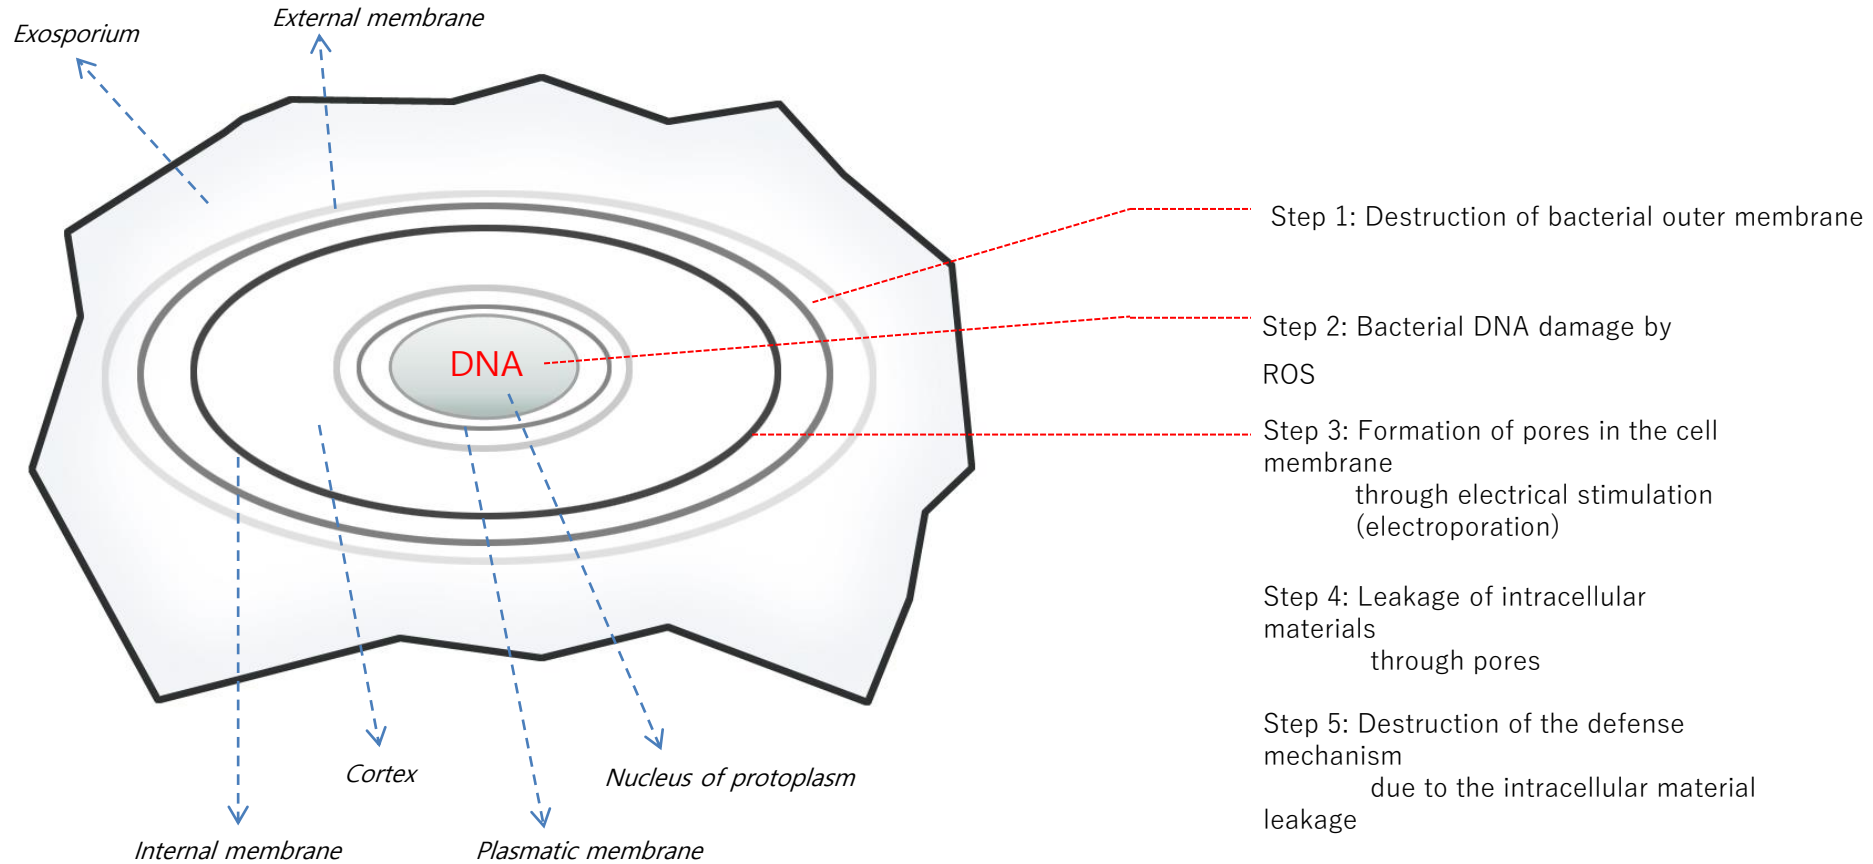 External membrane
Exosporium
Step 1: Destruction of bacterial outer membrane
Step 2: Bacterial DNA damage by
ROS
DNA
Step 3: Formation of pores in the cell
membrane
through electrical stimulation
(electroporation)
Step 4: Leakage of intracellular
materials
through pores
Step 5: Destruction of the defense
mechanism
due to the intracellular material
leakage
Cortex
Nucleus of protoplasm
Internal membrane
Plasmatic membrane